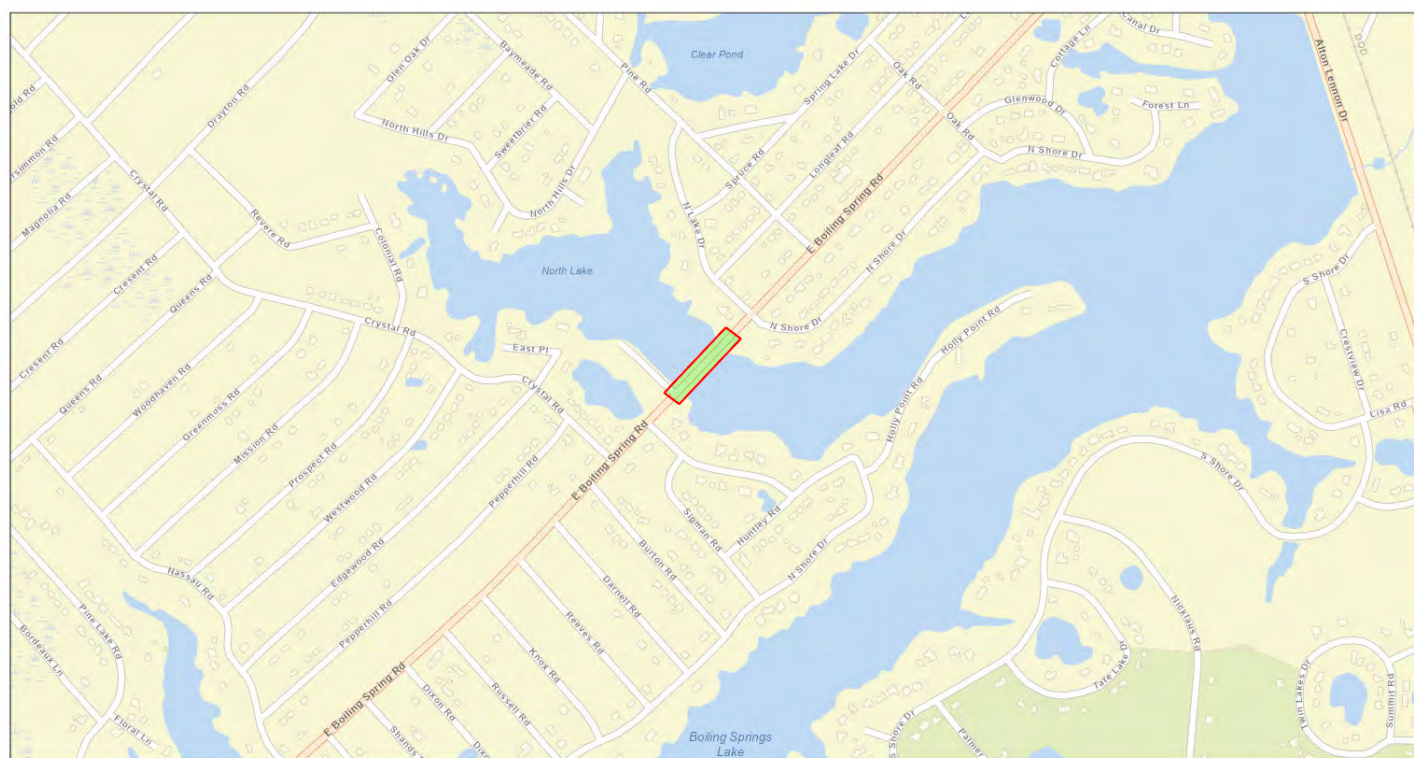 Clear Pond
Canal Dr
Cottage Ln
Alton Lennon Dr
Glen Oak Dr
Baymeade Rd
Pine Rd
Spring Lake Dr
Oak Rd
Glenwood Dr
Forest Ln
Drayton Rd
North Hills Dr
Sweetbrier Rd
Longleaf Rd
Oak Rd
N Shore Dr
Spruce Rd
Magnolia Rd
Crystal Rd
North Hills Dr
N Lake Dr
E Boiling Spring Rd
N Shore Dr
Revere Rd
Colonial Rd
Cresent Rd
Queens Rd
North Lake
S Shore Dr
Crystal Rd
N Shore Dr
Holly Point Rd
Crestview Dr
Cresent Rd
East Pl
Crystal Rd
Queens Rd
Woodhaven Rd
Greenmoss Rd
Mission Rd
Prospect Rd
Westwood Rd
Pepperhill Rd
E Boiling Spring Rd
Holly Point Rd
Lisa Rd
S Shore Dr
Sigman Rd
Huntley Rd
Edgewood Rd
Burton Rd
N Shore Dr
Nassau Rd
Pepperhill Rd
Darnell Rd
Reeves Rd
Nicklaus Rd
Pine Lake Rd
Bordeaux Ln
Knox Rd
Tate Lake Dr
E Boiling Spring Rd
Dixon Rd
Russell Rd
Twin Lakes Dr
Summit Rd
Floral Ln
Shands
Dixo
Boiling Springs
Lake
S Shore Dr
Palmer